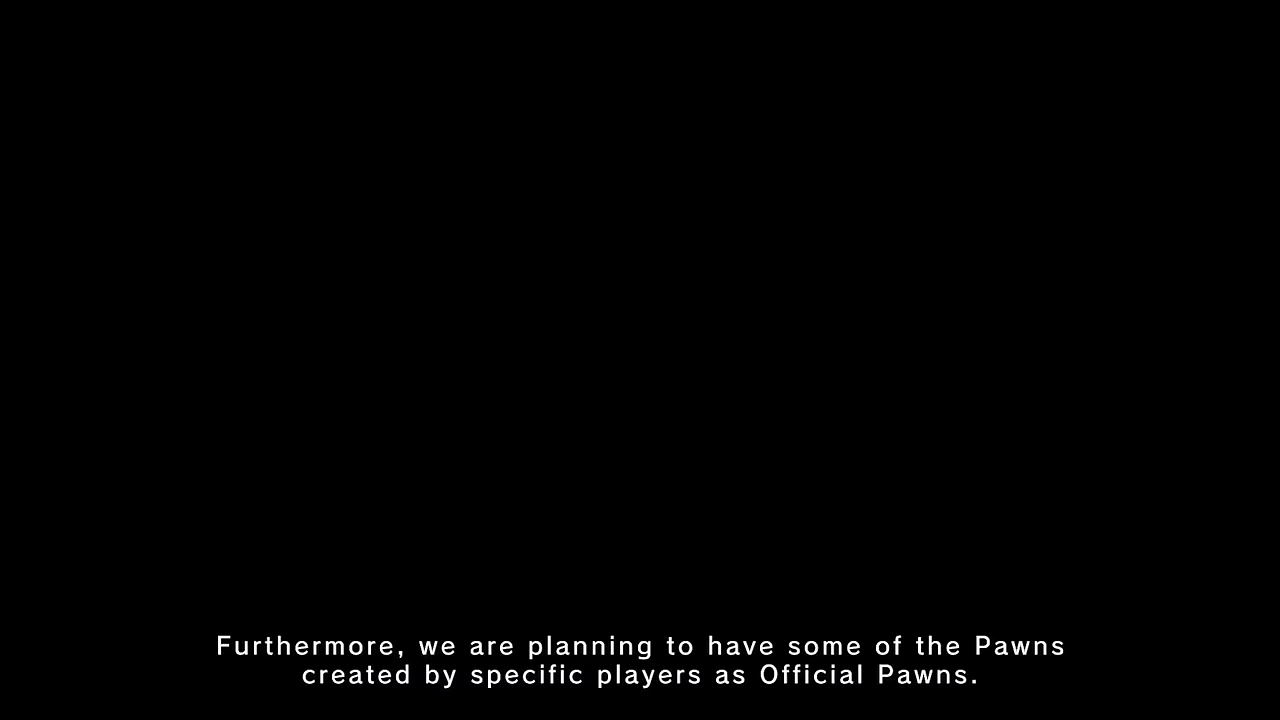 Furthermore, we are planning to have some of the Pawns
created by specific players as Official Pawns.